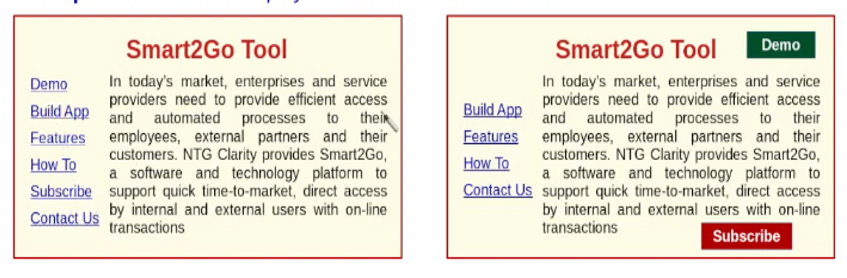 Smart2Go Tool
Demo
Build App
Features
How To
Subscribe
Contact Us
In today's market, enterprises and service
providers need to provide efficient access
and automated processes to their
employees, external partners and their
customers. NTG Clarity provides Smart2Go,
a software and technology platform to
support quick time-to-market, direct access
by internal and external users with on-line
transactions
Smart2Go Tool
Demo
Build App
Features
How To
Contact Us
In today's market, enterprises and service
providers need to provide efficient access
and automated processes to their
employees, external partners and their
customers. NTG Clarity provides Smart2Go,
a software and technology platform to
support quick time-to-market, direct access
by internal and external users with on-line
transactions
Subscribe